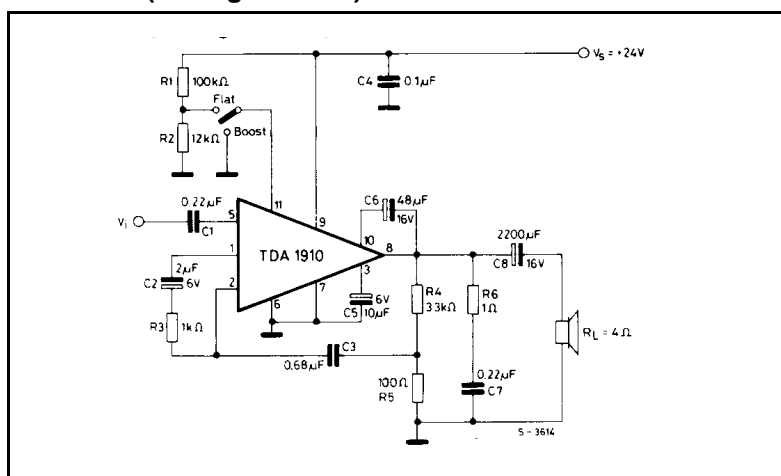 Vs = +24V
R1
100kΩ
C4
0.1µF
Flat
R2
12kΩ
Boost
0.22µF
C1
Vi
5
11
9
C6
48µF
16V
10
8
TDA 1910
1
2
3
6
7
C2
2µF
6V
R3
1kΩ
6V
C5
10µF
R4
33kΩ
R6
1Ω
2200µF
C8
16V
RL = 4Ω
C3
0.68µF
100Ω
R5
0.22µF
C7
S-3614